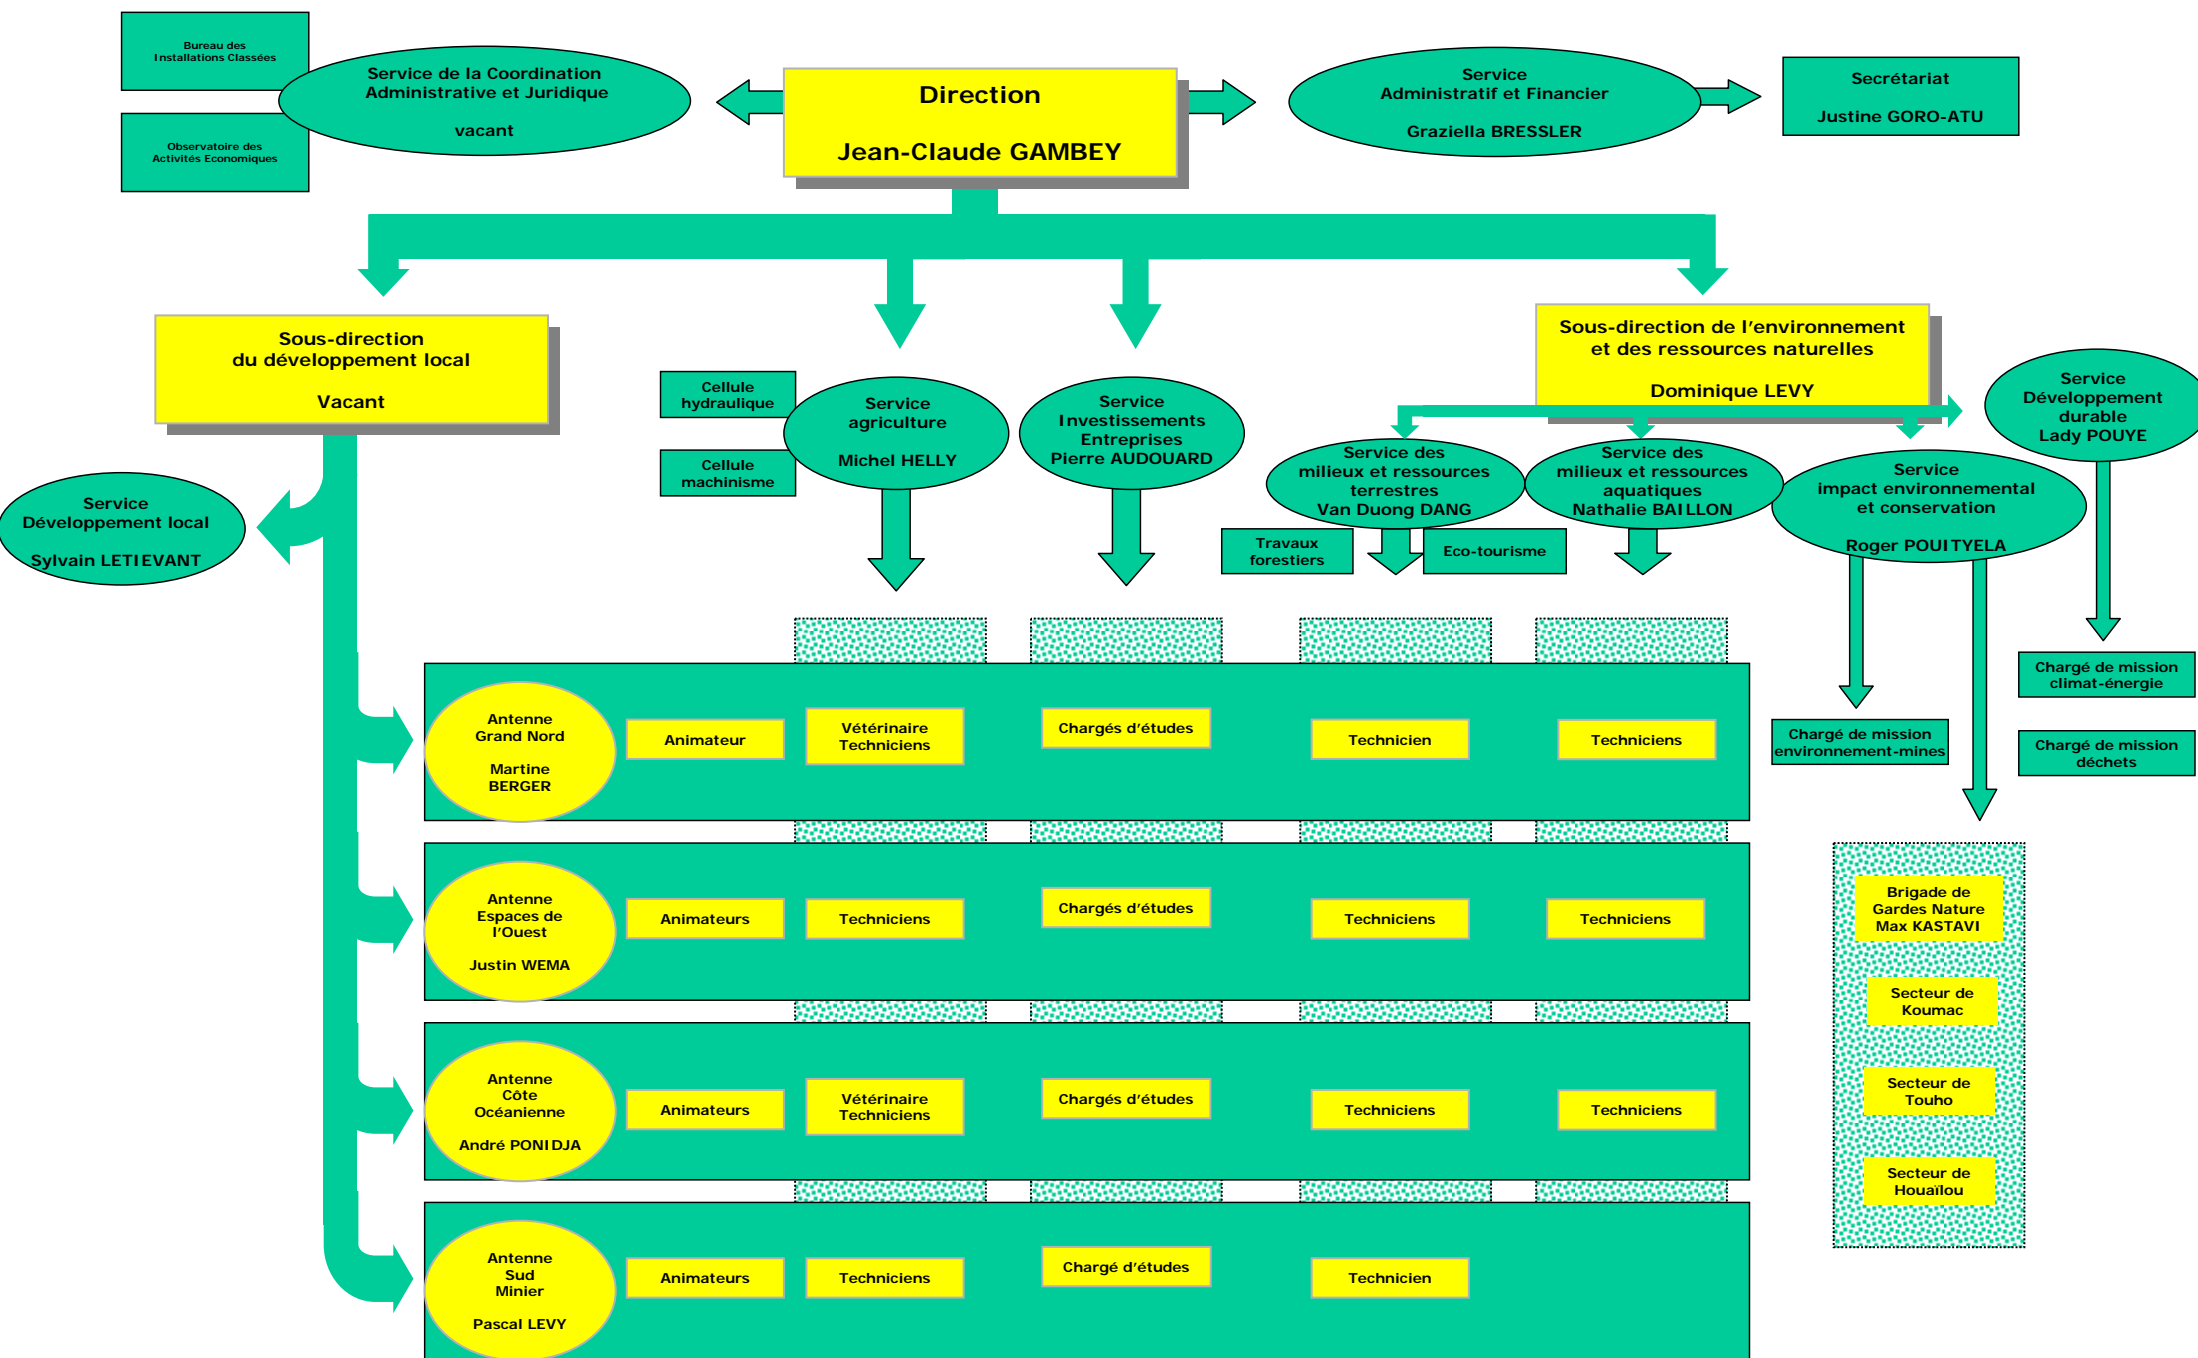 Bureau des
Installations Classées
Observatoire des
Activités Economiques
Service de la Coordination
Administrative et Juridique
vacant
Direction
Jean-Claude GAMBEY
Service
Administratif et Financier
Graziella BRESSLER
Secrétariat
Justine GORO-ATU
Sous-direction
du développement local
Vacant
Service
Développement local
Sylvain LETIEVANT
Cellule
hydraulique
Cellule
machinisme
Service
agriculture
Michel HELLY
Service
Investissements
Entreprises
Pierre AUDOUARD
Sous-direction de l'environnement
et des ressources naturelles
Dominique LEVY
Service des
milieux et ressources
terrestres
Van Duong DANG
Travaux
forestiers
Eco-tourisme
Service des
milieux et ressources
aquatiques
Nathalie BAILLON
Service
impact environnemental
et conservation
Roger POUITYELA
Service
Développement
durable
Lady POUYE
Chargé de mission
climat-énergie
Chargé de mission
déchets
Chargé de mission
environnement-mines
Antenne
Grand Nord
Martine
BERGER
Animateur
Vétérinaire
Techniciens
Chargés d'études
Technicien
Techniciens
Antenne
Espaces de
l'Ouest
Justin WEMA
Animateurs
Techniciens
Chargés d'études
Techniciens
Techniciens
Antenne
Côte
Océanienne
André PONIDJA
Animateurs
Vétérinaire
Techniciens
Chargés d'études
Techniciens
Techniciens
Antenne
Sud
Minier
Pascal LEVY
Animateurs
Techniciens
Chargé d'études
Technicien
Brigade de
Gardes Nature
Max KASTAVI
Secteur de
Koumac
Secteur de
Touho
Secteur de
Houaïlou